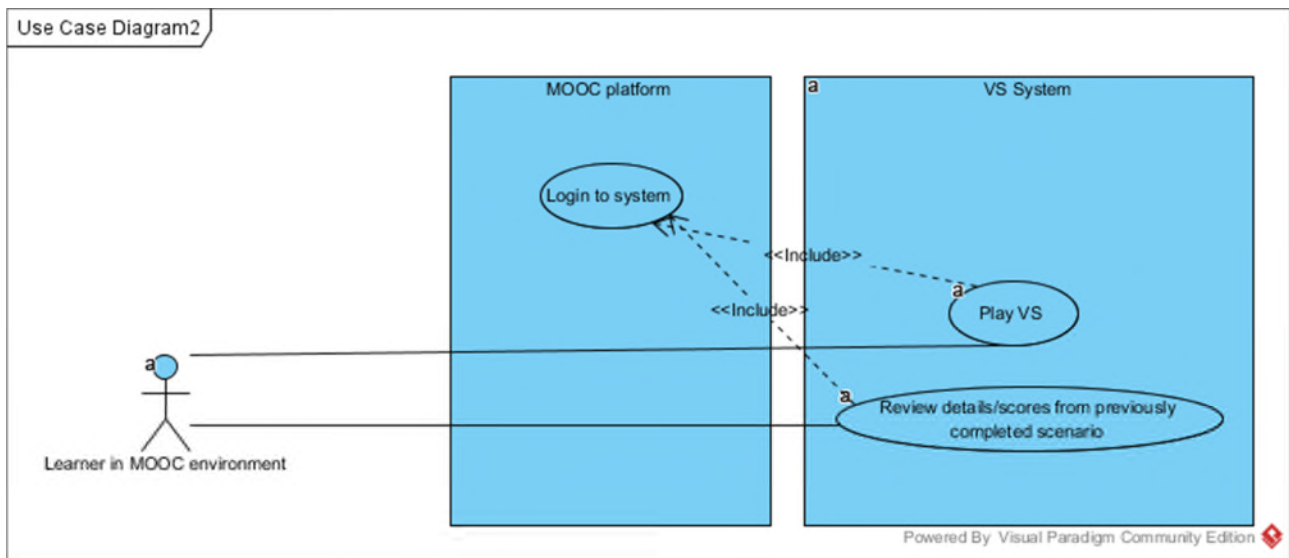 Use Case Diagram2
MOOC platform
a
VS System
Login to system
<<Include>>
a
Play VS
<<Include>>
a
a
Review details/scores from previously
completed scenario
Learner in MOOC environment
Powered By Visual Paradigm Community Edition